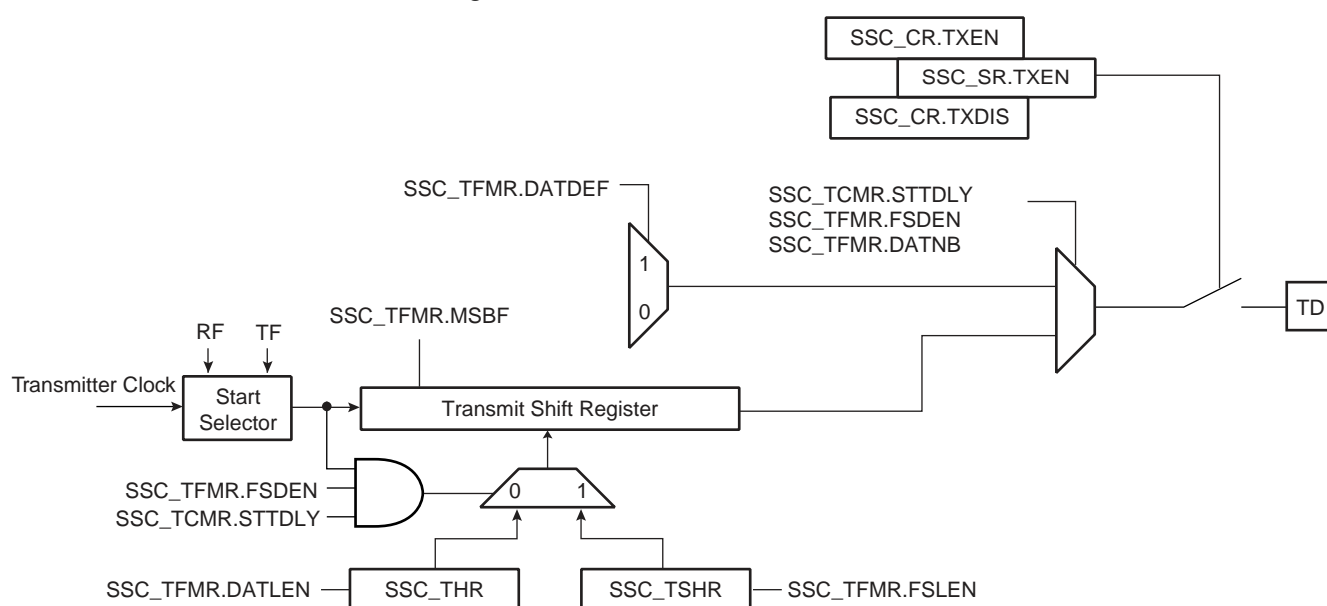 SSC_CR.TXEN
SSC_SR.TXEN
SSC_CR.TXDIS
SSC_TFMR.DATDEF
SSC_TCMR.STTDLY
SSC_TFMR.FSDEN
SSC_TFMR.DATNB
1
0
TD
SSC_TFMR.MSBF
RF TF
Transmitter Clock
Start
Selector
Transmit Shift Register
0 1
SSC_TFMR.FSDEN
SSC_TCMR.STTDLY
SSC_TFMR.DATLEN SSC_THR SSC_TSHR SSC_TFMR.FSLEN